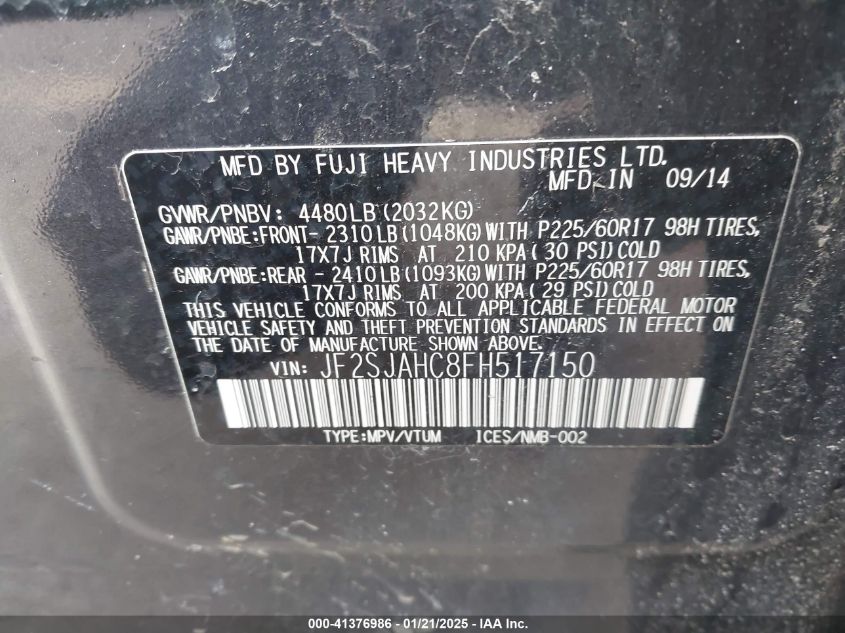 MFD BY FUJI HEAVY INDUSTRIES LTD.
MFD.IN 09/14
GVWR/PNBV: 4480LB(2032KG)
GAWR/PNBE:FRONT- 2310LB(1048KG)WITH P225/60R17 98H TIRES,
17X7J RIMS AT 210 KPA(30 PSI)COLD
GAWR/PNBE:REAR - 2410LB(1093KG)WITH P225/60R17 98H TIRES,
17X7J RIMS AT 200 KPA(29 PSI)COLD
THIS VEHICLE CONFORMS TO ALL APPLICABLE FEDERAL MOTOR
VEHICLE SAFETY AND THEFT PREVENTION STANDARDS IN EFFECT ON
THE DATE OF MANUFACTURE SHOWN ABOVE.
VIN: JF2SJAHC8FH517150
TYPE:MPV/VTUM ICES/NMB-002
000-41376986 - 01/21/2025 - IAA Inc.